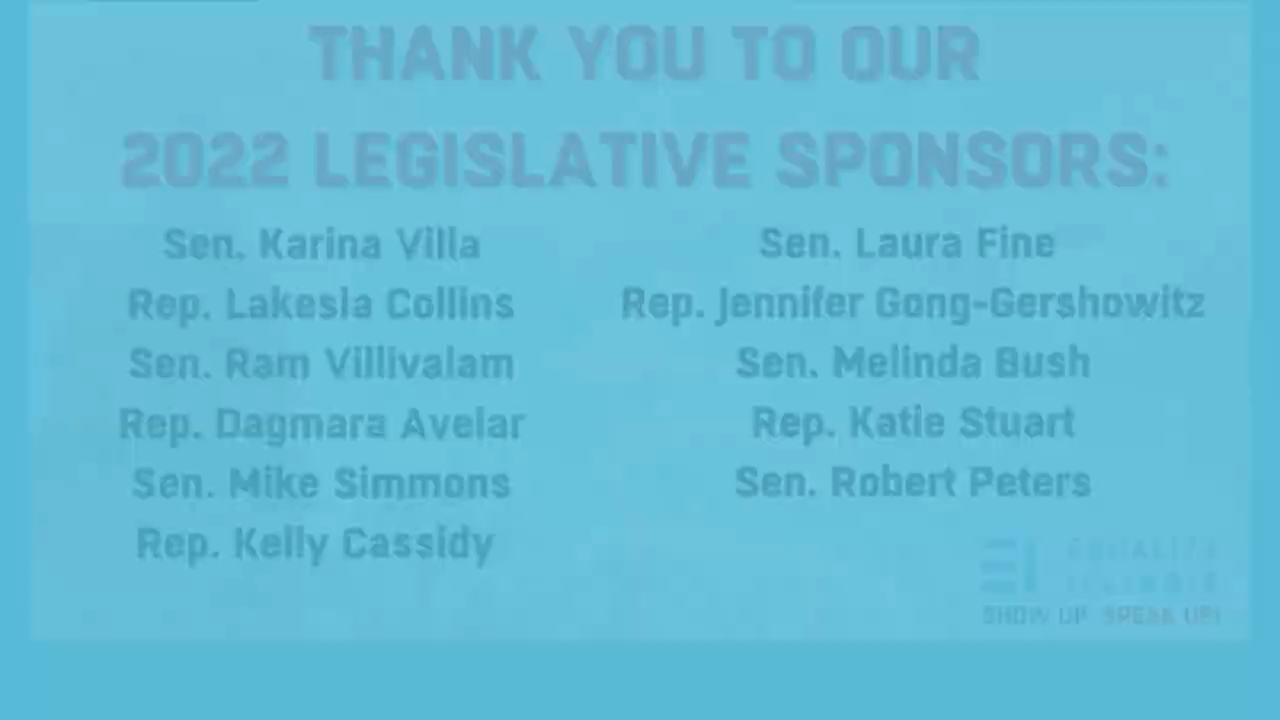 THANK YOU TO OUR
2022 LEGISLATIVE SPONSORS:
Sen. Karina Villa
Rep. Lakesia Collins
Sen. Ram Villivalam
Rep. Dagmara Avelar
Sen. Mike Simmons
Rep. Kelly Cassidy
Sen. Laura Fine
Rep. Jennifer Gong-Gershowitz
Sen. Melinda Bush
Rep. Katie Stuart
Sen. Robert Peters
EQUALITY
ILLINOIS
SHOW UP. SPEAK UP!